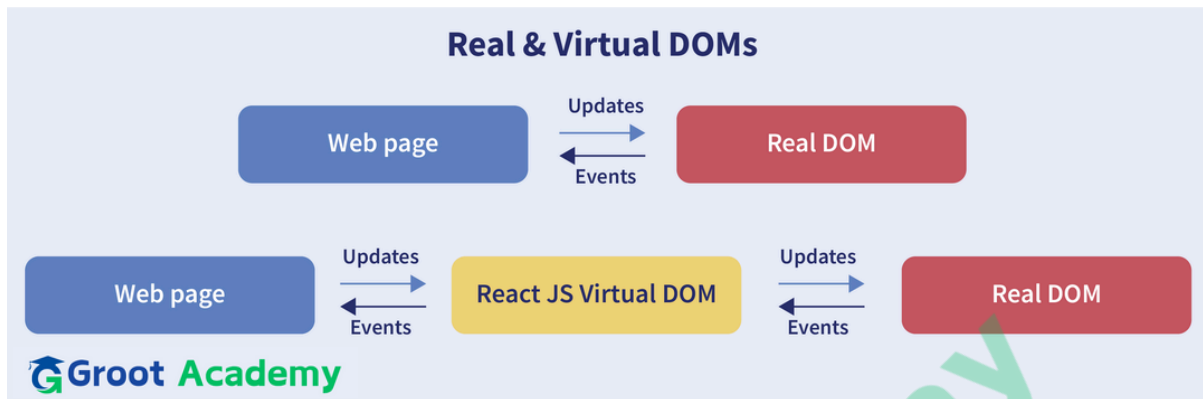 Real & Virtual DOMs
Updates
Web page
Real DOM
Events
Updates
Updates
Web page
React JS Virtual DOM
Real DOM
Events
Events
Groot Academy